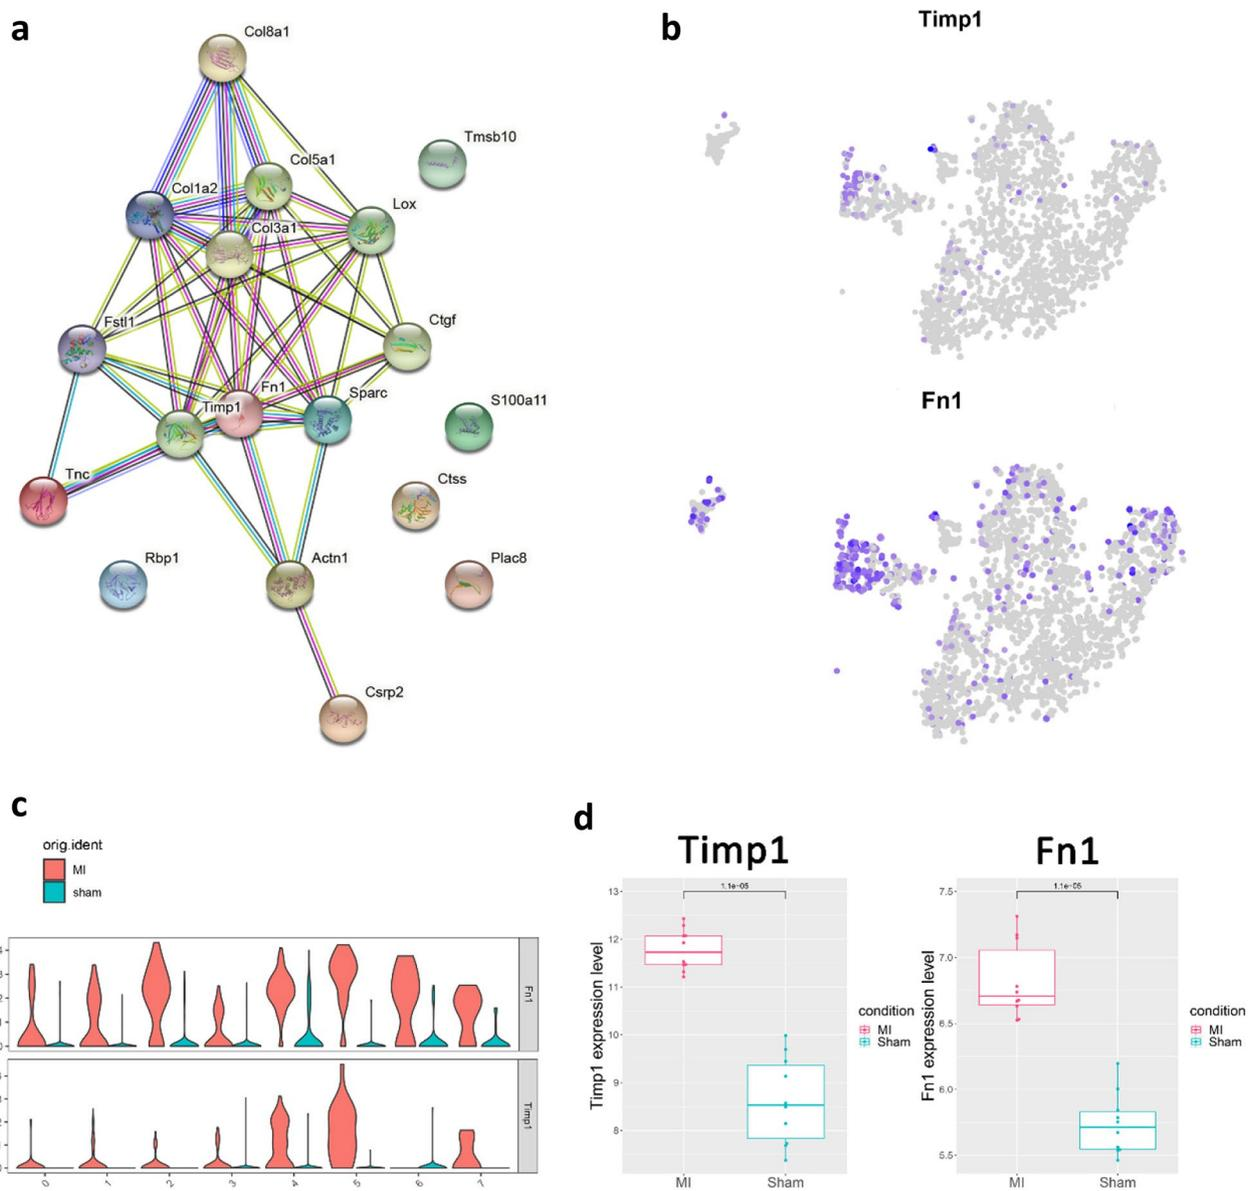 a
Col8a1
Tmsb10
Col5a1
Col1a2
Lox
Col3a1
Fstl1
Ctgf
Fn1
Timp1
Sparc
S100a11
Tnc
Ctss
Rbp1
Actn1
Plac8
Csrp2
b
Timp1
Fn1
c
orig.ident
MI
sham
Fn1
Timp1
0 1 2 3 4 5 6 7
d
Timp1
1.1e-05
13
12
11
10
9
8
Timp1 expression level
MI Sham
condition
MI
Sham
Fn1
1.1e-05
7.5
7.0
6.5
6.0
5.5
Fn1 expression level
MI Sham
condition
MI
Sham